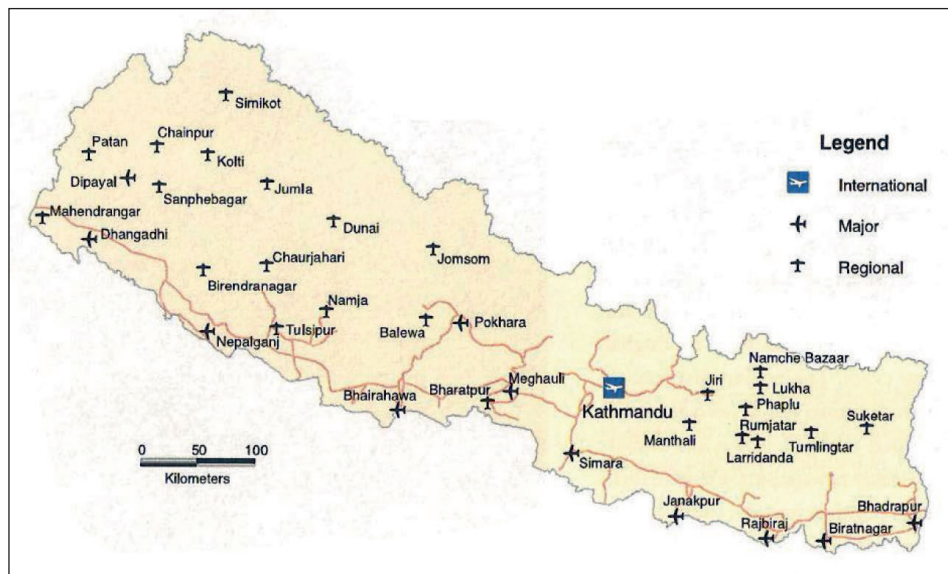 Simikot
Patan
Chainpur
Kolti
Dipayal
Sanphebagar
Jumla
Mahendrangar
Dhangadhi
Dunai
Jomsom
Chaurjahari
Birendranagar
Namja
Nepalganj
Tulsipur
Balewa
Pokhara
Bhairahawa
Bharatpur
Meghauli
Kathmandu
Jiri
Namche Bazaar
Lukha
Phaplu
Manthali
Rumjatar
Larridanda
Tumlingtar
Suketar
Simara
Janakpur
Rajbiraj
Biratnagar
Bhadrapur
Legend
International
Major
Regional
0 50 100
Kilometers